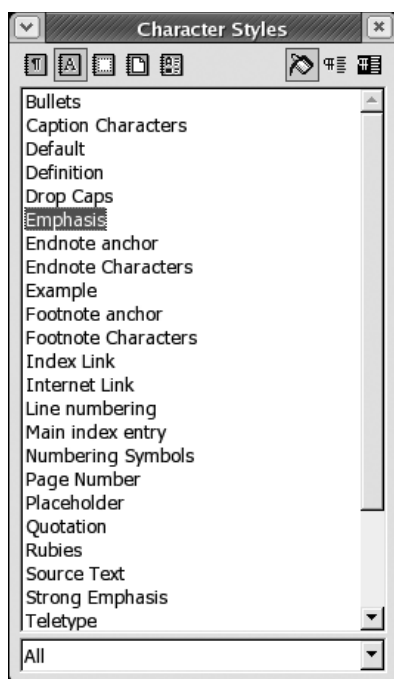 Character Styles
Bullets
Caption Characters
Default
Definition
Drop Caps
Emphasis
Endnote anchor
Endnote Characters
Example
Footnote anchor
Footnote Characters
Index Link
Internet Link
Line numbering
Main index entry
Numbering Symbols
Page Number
Placeholder
Quotation
Rubies
Source Text
Strong Emphasis
Teletype
All